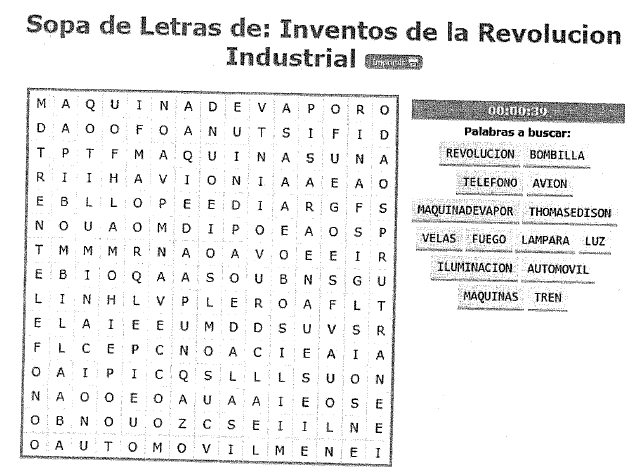 Sopa de Letras de: Inventos de la Revolucion
Industrial
M A Q U I N A D E V A P O R O
D A O O F O A N U T S I F I D
T P T F M A Q U I N A S U N A
R I I H A V I O N I A A E A O
E B L L O P E E D I A R G F S
N O U A O M D I P O E A O S P
T M M M R N A O A V O E E I R
E B I O Q A A S O U B N S G U
L I N H L V P L E R O A F L T
E L A I E E U M D D S U V S R
F L C E P C N O A C I E A I A
O A I P I C Q S L L L S U O N
N A O O E O A U A A I E O S E
O B N O U O Z C S E I I L N E
O A U T O M O V I L M E N E I
00:00:39
Palabras a buscar:
REVOLUCION BOMBILLA
TELEFONO AVION
MAQUINADEVAPOR THOMASEDISON
VELAS FUEGO LAMPARA LUZ
ILUMINACION AUTOMOVIL
MAQUINAS TREN